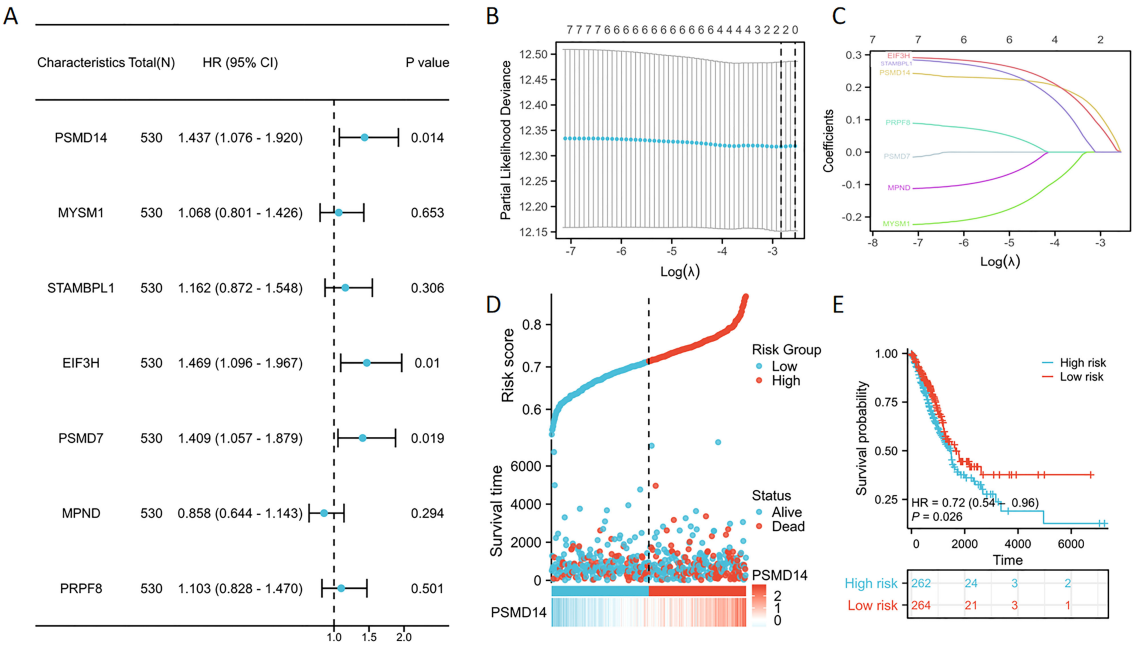 A
Characteristics Total(N) HR (95% CI) P value
PSMD14 530 1.437 (1.076 - 1.920) 0.014
MYSM1 530 1.068 (0.801 - 1.426) 0.653
STAMBPL1 530 1.162 (0.872 - 1.548) 0.306
EIF3H 530 1.469 (1.096 - 1.967) 0.01
PSMD7 530 1.409 (1.057 - 1.879) 0.019
MPND 530 0.858 (0.644 - 1.143) 0.294
PRPF8 530 1.103 (0.828 - 1.470) 0.501
1.0 1.5 2.0
B
7 7 7 7 7 6 6 6 6 6 6 6 6 6 6 6 6 4 4 4 4 3 2 2 2 0
Partial Likelihood Deviance
12.50
12.45
12.40
12.35
12.30
12.25
12.20
12.15
-7 -6 -5 -4 -3
Log(λ)
C
7 7 6 6 4 2
Coefficients
0.3
0.2
0.1
0.0
-0.1
-0.2
EIF3H
STAMBPL1
PSMD14
PRPF8
PSMD7
MPND
MYSM1
-8 -7 -6 -5 -4 -3
Log(λ)
D
Risk score
0.8
0.7
0.6
Risk Group
Low
High
Survival time
6000
4000
2000
0
Status
Alive
Dead
PSMD14
PSMD14
2
1
0
E
Survival probability
1.00
0.75
0.50
0.25
High risk
Low risk
HR = 0.72 (0.54 – 0.96)
P = 0.026
0 2000 4000 6000
Time
High risk 262 24 3 2
Low risk 264 21 3 1